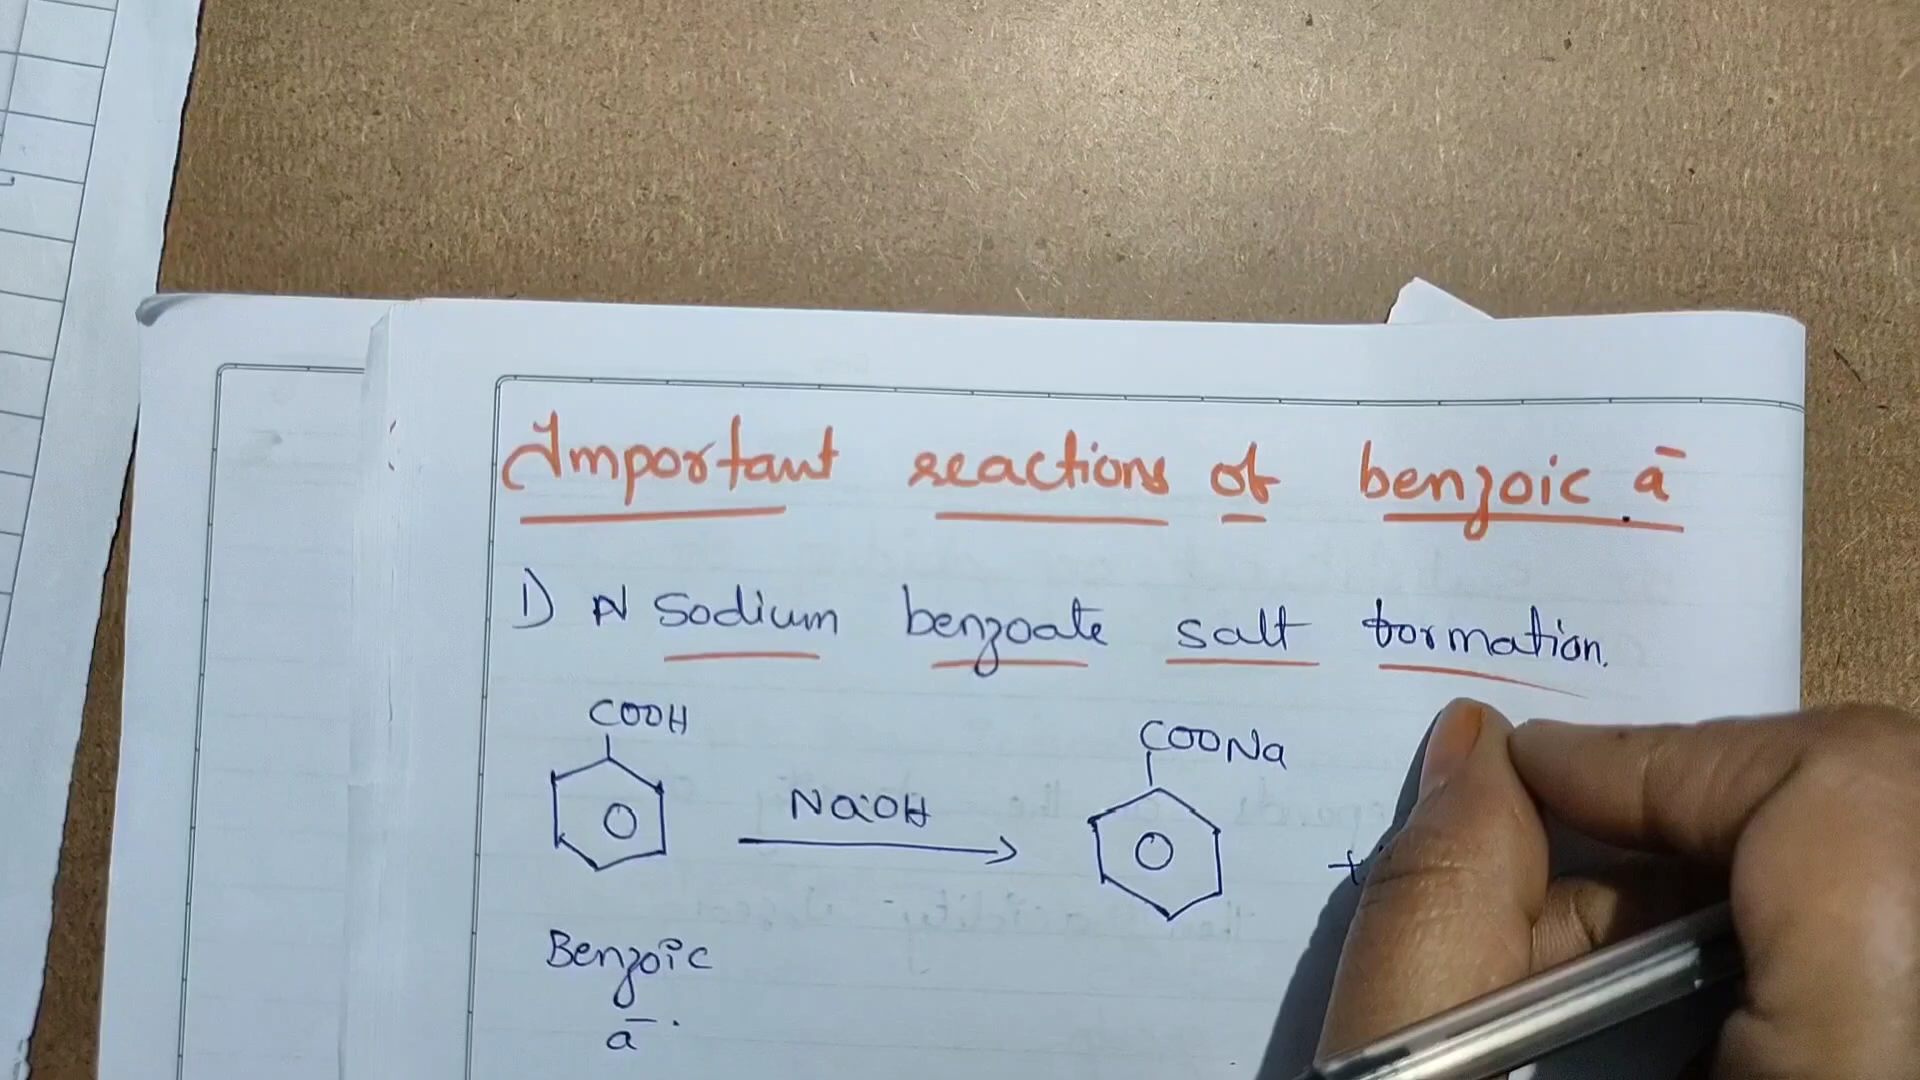 Important reactions of benzoic ā
1) N Sodium benzoate salt formation.
COOH
COONa
NaOH
+
Benzoic
ā.